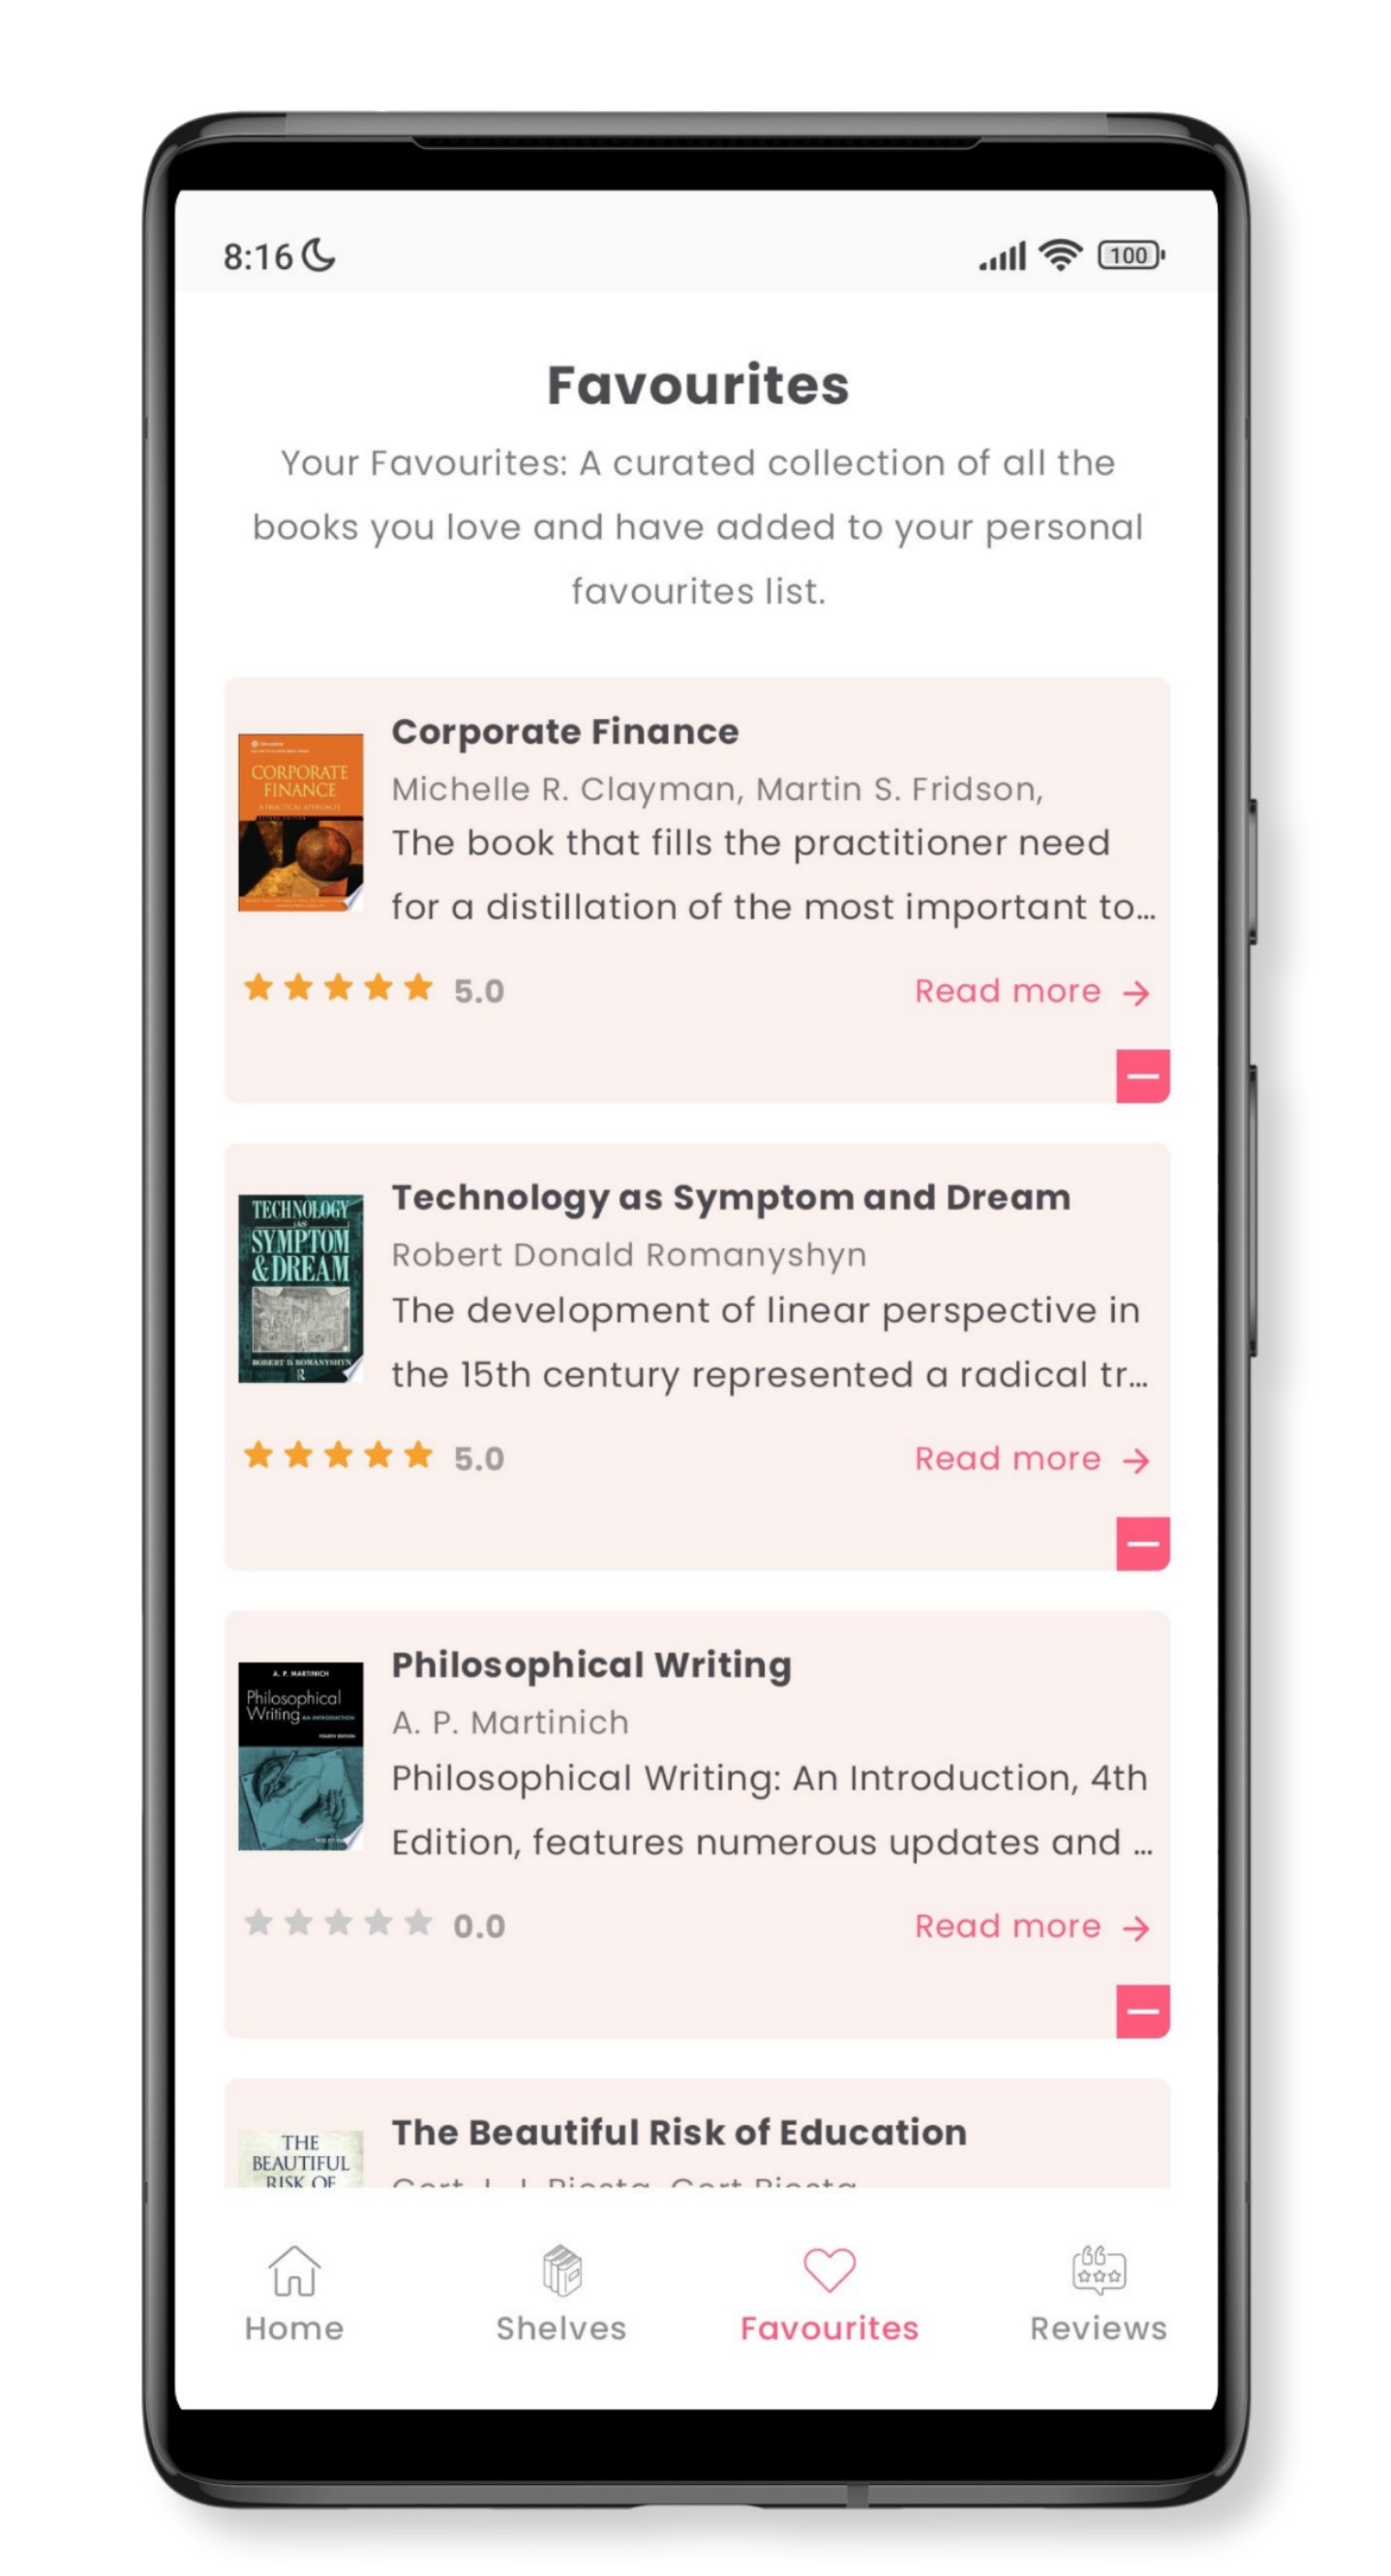 8:16
100
Favourites
Your Favourites: A curated collection of all the
books you love and have added to your personal
favourites list.
CORPORATE
FINANCE
A PRACTICAL APPROACH
Corporate Finance
Michelle R. Clayman, Martin S. Fridson,
The book that fills the practitioner need
for a distillation of the most important to...
5.0
Read more →
TECHNOLOGY
AS
SYMPTOM
& DREAM
ROBERT D. ROMANYSHYN
R
Technology as Symptom and Dream
Robert Donald Romanyshyn
The development of linear perspective in
the 15th century represented a radical tr...
5.0
Read more →
A. P. MARTINICH
Philosophical
Writing AN INTRODUCTION
FOURTH EDITION
Philosophical Writing
A. P. Martinich
Philosophical Writing: An Introduction, 4th
Edition, features numerous updates and ...
0.0
Read more →
THE
BEAUTIFUL
RISK OF
The Beautiful Risk of Education
Gert J. J. Biesta, Gert Biesta
Home
Shelves
Favourites
Reviews